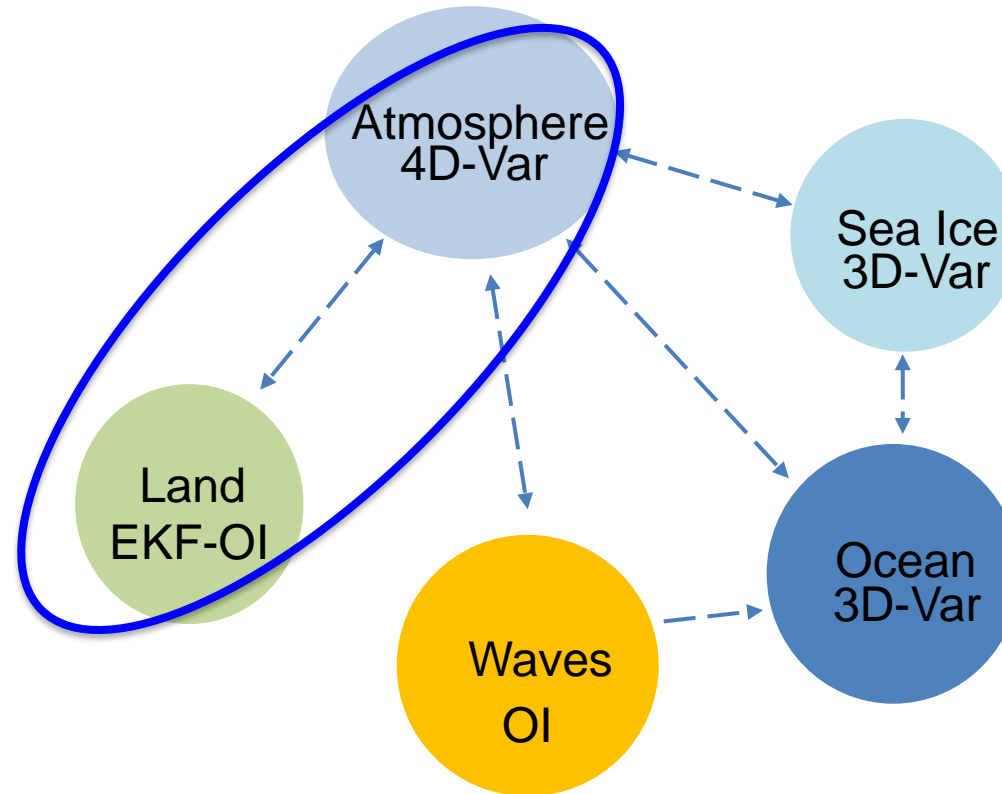 Atmosphere
4D-Var
Sea Ice
3D-Var
Land
EKF-OI
Ocean
3D-Var
Waves
OI